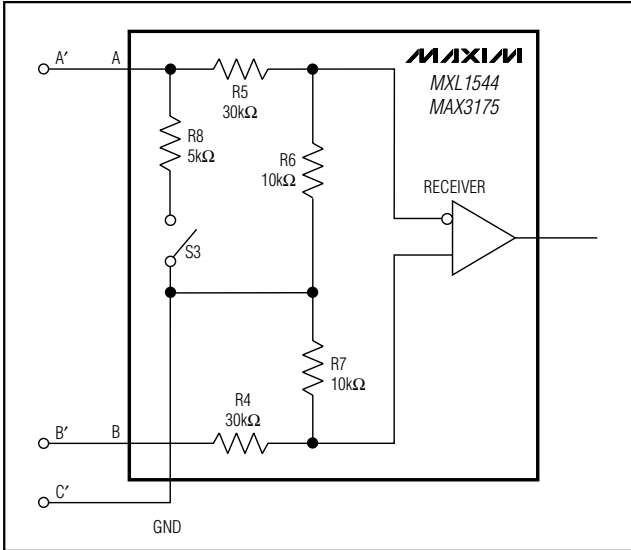 A′ A
MAXIM
MXL1544
MAX3175
R5
30kΩ
R8
5kΩ
R6
10kΩ
RECEIVER
S3
R7
10kΩ
R4
30kΩ
B′ B
C′
GND